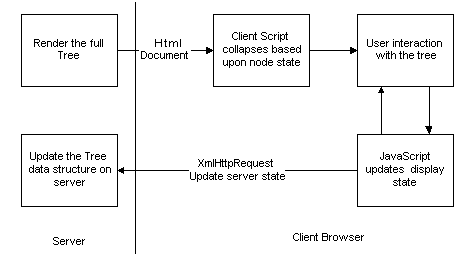 Render the full
Tree
Html
Document
Client Script
collapses based
upon node state
User interaction
with the tree
Update the Tree
data structure on
server
XmlHttpRequest
Update server state
JavaScript
updates display
state
Server
Client Browser